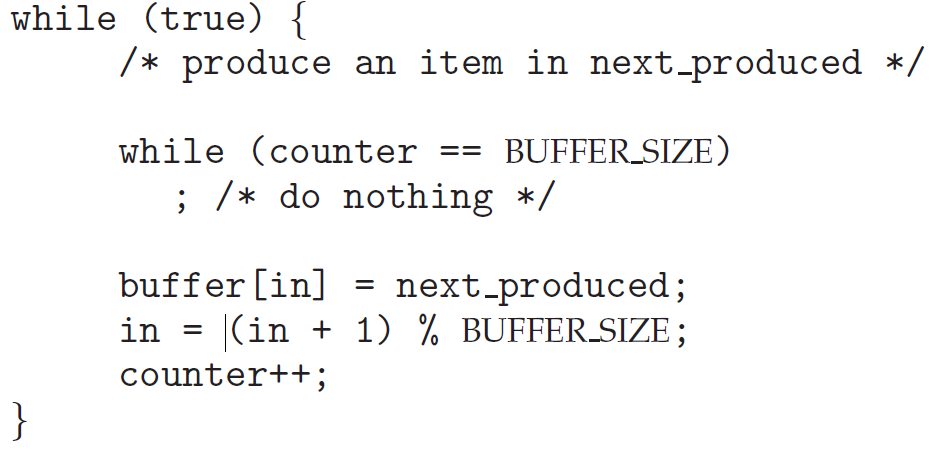 while (true) {
/* produce an item in next_produced */
while (counter == BUFFER_SIZE)
; /* do nothing */
buffer[in] = next_produced;
in = (in + 1) % BUFFER_SIZE;
counter++;
}